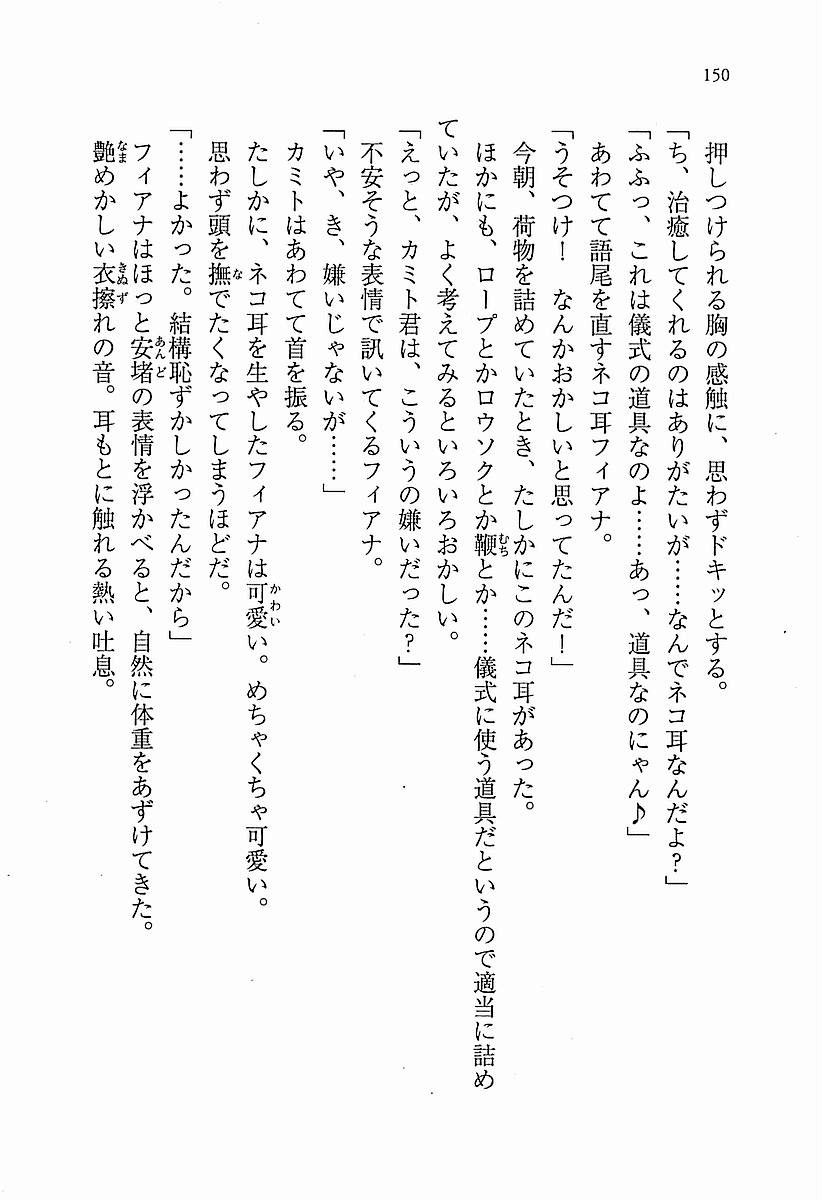 150
押しつけられる胸の感触に、思わずドキッとする。
「ち、治癒してくれるのはありがたいが……なんでネコ耳なんだよ?」
「ふふっ、これは儀式の道具なのよ……あっ、道具なのにゃん♪」
あわてて語尾を直すネコ耳フィアナ。
「うそつけ!　なんかおかしいと思ってたんだ!」
今朝、荷物を詰めていたとき、たしかにこのネコ耳があった。
ほかにも、ロープとかロウソクとか鞭むちとか……儀式に使う道具だというので適当に詰め
ていたが、よく考えてみるといろいろおかしい。
「えっと、カミト君は、こういうの嫌いだった?」
不安そうな表情で訊いてくるフィアナ。
「いや、き、嫌いじゃないが……」
カミトはあわてて首を振る。
たしかに、ネコ耳を生やしたフィアナは可愛かわいい。めちゃくちゃ可愛い。
思わず頭を撫なでたくなってしまうほどだ。
「……よかった。結構恥ずかしかったんだから」
フィアナはほっと安堵あんどの表情を浮かべると、自然に体重をあずけてきた。
艶なまめかしい衣擦きぬずれの音。耳もとに触れる熱い吐息。